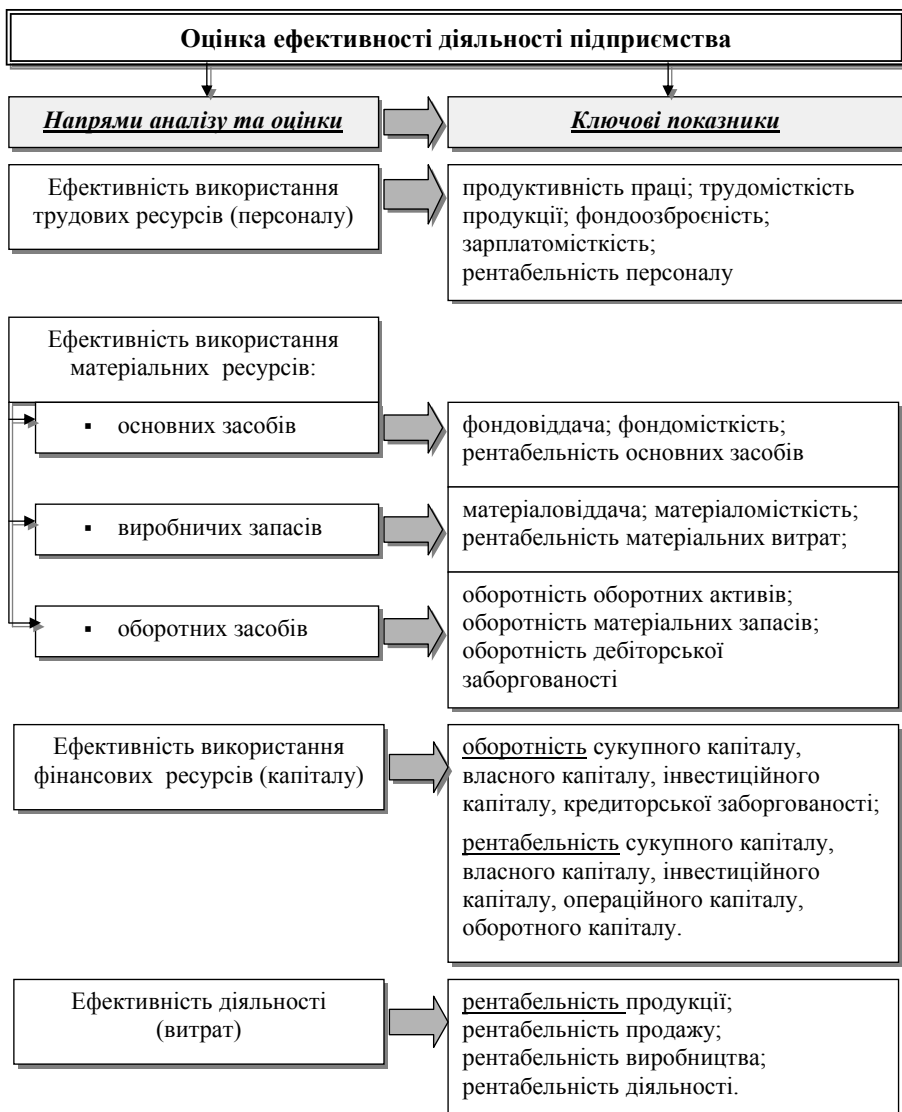 Оцінка ефективності діяльності підприємства
Напрями аналізу та оцінки
Ключові показники
Ефективність використання
трудових ресурсів (персоналу)
продуктивність праці; трудомісткість
продукції; фондоозброєність;
зарплатомісткість;
рентабельність персоналу
Ефективність використання
матеріальних ресурсів:
▪ основних засобів
фондовіддача; фондомісткість;
рентабельність основних засобів
▪ виробничих запасів
матеріаловіддача; матеріаломісткість;
рентабельність матеріальних витрат;
▪ оборотних засобів
оборотність оборотних активів;
оборотність матеріальних запасів;
оборотність дебіторської
заборгованості
Ефективність використання
фінансових ресурсів (капіталу)
оборотність сукупного капіталу,
власного капіталу, інвестиційного
капіталу, кредиторської заборгованості;
рентабельність сукупного капіталу,
власного капіталу, інвестиційного
капіталу, операційного капіталу,
оборотного капіталу.
Ефективність діяльності
(витрат)
рентабельність продукції;
рентабельність продажу;
рентабельність виробництва;
рентабельність діяльності.